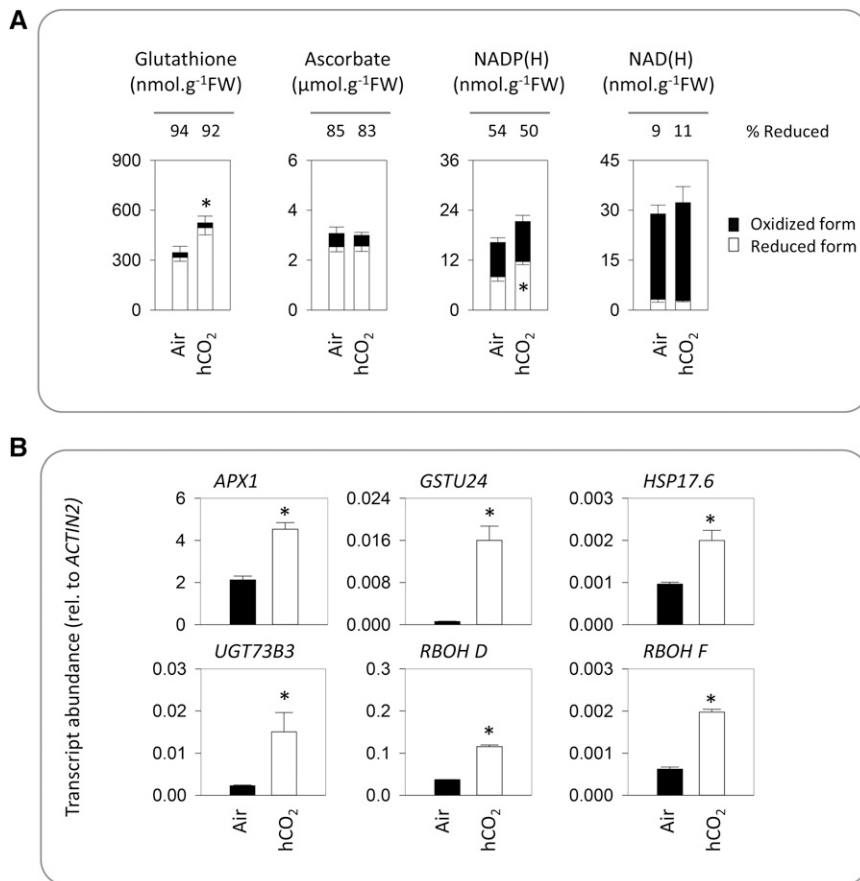 A
Glutathione Ascorbate NADP(H) NAD(H)
(nmol.g⁻¹FW) (μmol.g⁻¹FW) (nmol.g⁻¹FW) (nmol.g⁻¹FW)
94 92 85 83 54 50 9 11 % Reduced
900 6 36 45
600 * 4 24 30 Oxidized form
Reduced form
300 2 12 * 15
0 0 0 0
Air hCO₂ Air hCO₂ Air hCO₂ Air hCO₂
B
Transcript abundance (rel. to ACTIN2)
APX1 GSTU24 HSP17.6
6 * 0.024 * 0.003 *
4 0.016 0.002
2 0.008 0.001
0 0.000 0.000
UGT73B3 RBOH D RBOH F
0.03 * 0.3 0.003 *
0.02 0.2 * 0.002
0.01 0.1 0.001
0.00 0.0 0.000
Air hCO₂ Air hCO₂ Air hCO₂